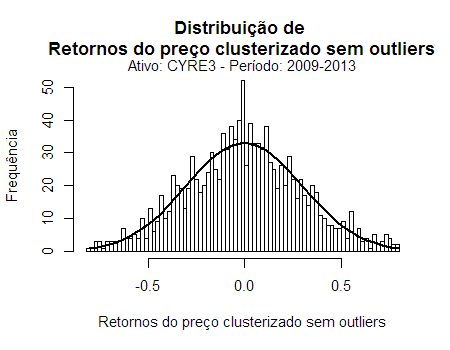 Distribuição de
Retornos do preço clusterizado sem outliers
Ativo: CYRE3 - Período: 2009-2013
Frequência
50
40
30
20
10
0
-0.5 0.0 0.5
Retornos do preço clusterizado sem outliers